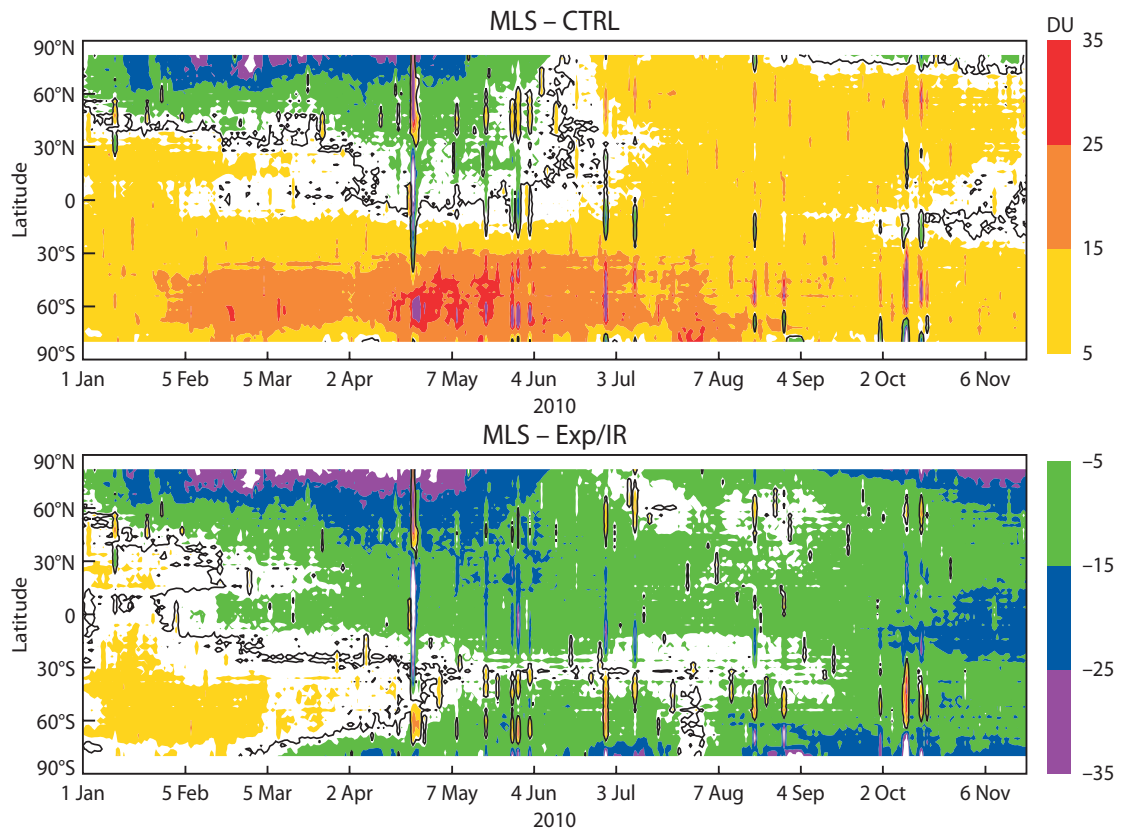 MLS – CTRL
DU
90°N
60°N
30°N
0
30°S
60°S
90°S
Latitude
35
25
15
5
1 Jan 5 Feb 5 Mar 2 Apr 7 May 4 Jun 3 Jul 7 Aug 4 Sep 2 Oct 6 Nov
2010
MLS – Exp/IR
90°N
60°N
30°N
0
30°S
60°S
90°S
Latitude
–5
–15
–25
–35
1 Jan 5 Feb 5 Mar 2 Apr 7 May 4 Jun 3 Jul 7 Aug 4 Sep 2 Oct 6 Nov
2010